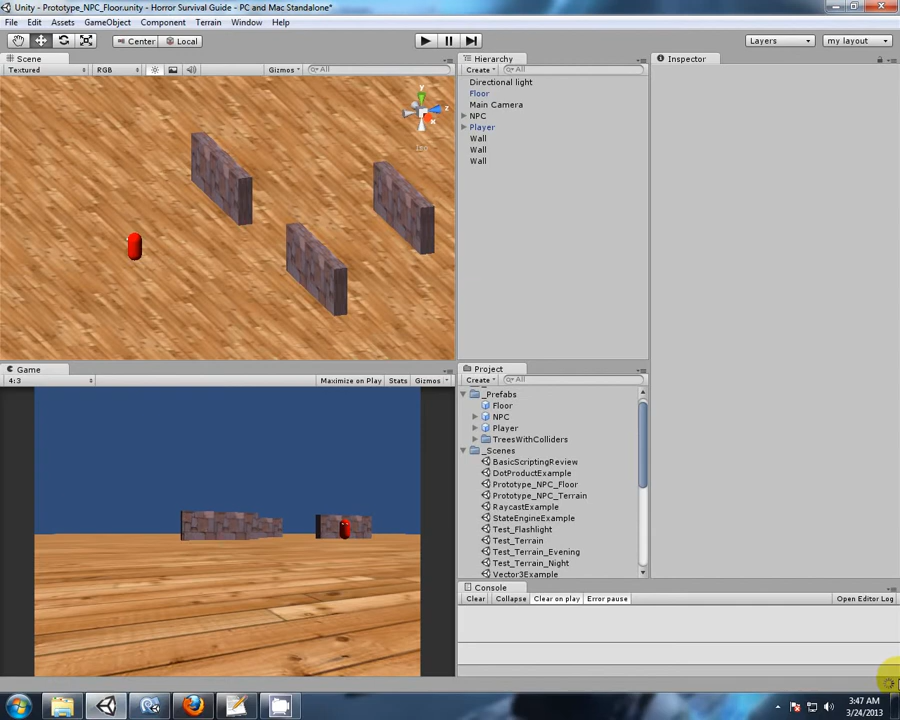 Unity - Prototype_NPC_Floor.unity - Horror Survival Guide - PC and Mac Standalone*
File Edit Assets GameObject Component Terrain Window Help
Center Local Layers my layout
Scene
Textured RGB Gizmos All
y
z
x
Iso
Hierarchy
Create All
Directional light
Floor
Main Camera
NPC
Player
Wall
Wall
Wall
Inspector
Game
4:3 Maximize on Play Stats Gizmos
Project
Create All
_Prefabs
Floor
NPC
Player
TreesWithColliders
_Scenes
BasicScriptingReview
DotProductExample
Prototype_NPC_Floor
Prototype_NPC_Terrain
RaycastExample
StateEngineExample
Test_Flashlight
Test_Terrain
Test_Terrain_Evening
Test_Terrain_Night
Vector3Example
Console
Clear Collapse Clear on play Error pause Open Editor Log
3:47 AM
3/24/2013